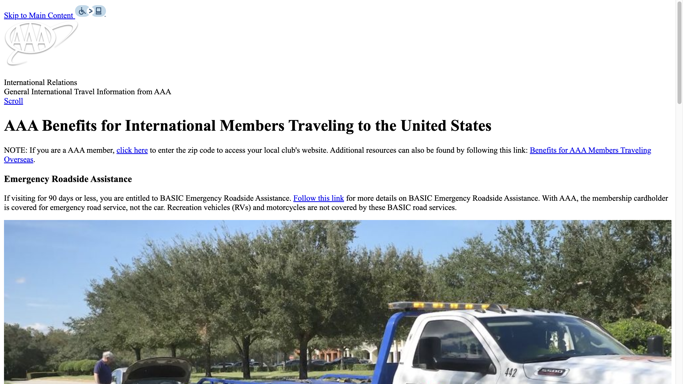 Skip to Main Content
AAA
International Relations
General International Travel Information from AAA
Scroll
AAA Benefits for International Members Traveling to the United States
NOTE: If you are a AAA member, click here to enter the zip code to access your local club's website. Additional resources can also be found by following this link: Benefits for AAA Members Traveling
Overseas.
Emergency Roadside Assistance
If visiting for 90 days or less, you are entitled to BASIC Emergency Roadside Assistance. Follow this link for more details on BASIC Emergency Roadside Assistance. With AAA, the membership cardholder
is covered for emergency road service, not the car. Recreation vehicles (RVs) and motorcycles are not covered by these BASIC road services.
442